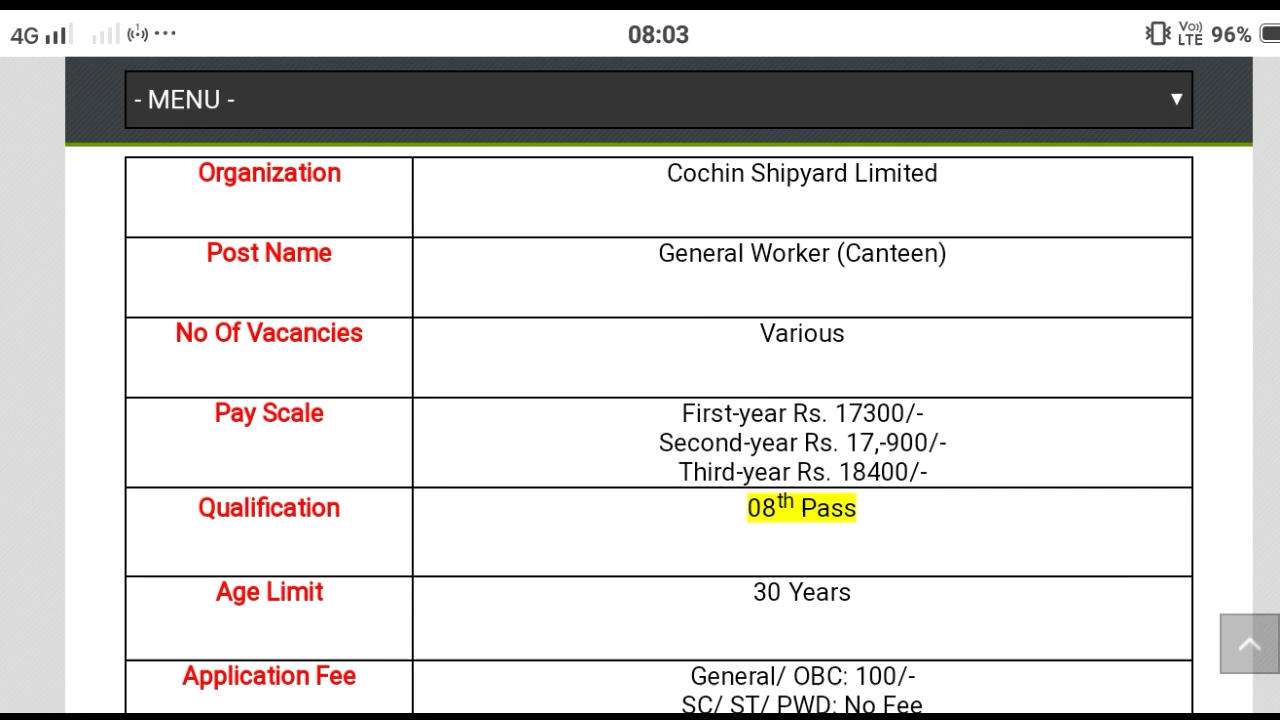 4G 08:03 Vo)) LTE 96%
- MENU - ▼
Organization Cochin Shipyard Limited
Post Name General Worker (Canteen)
No Of Vacancies Various
Pay Scale First-year Rs. 17300/-
Second-year Rs. 17,-900/-
Third-year Rs. 18400/-
Qualification 08th Pass
Age Limit 30 Years
Application Fee General/ OBC: 100/-
SC/ ST/ PWD: No Fee